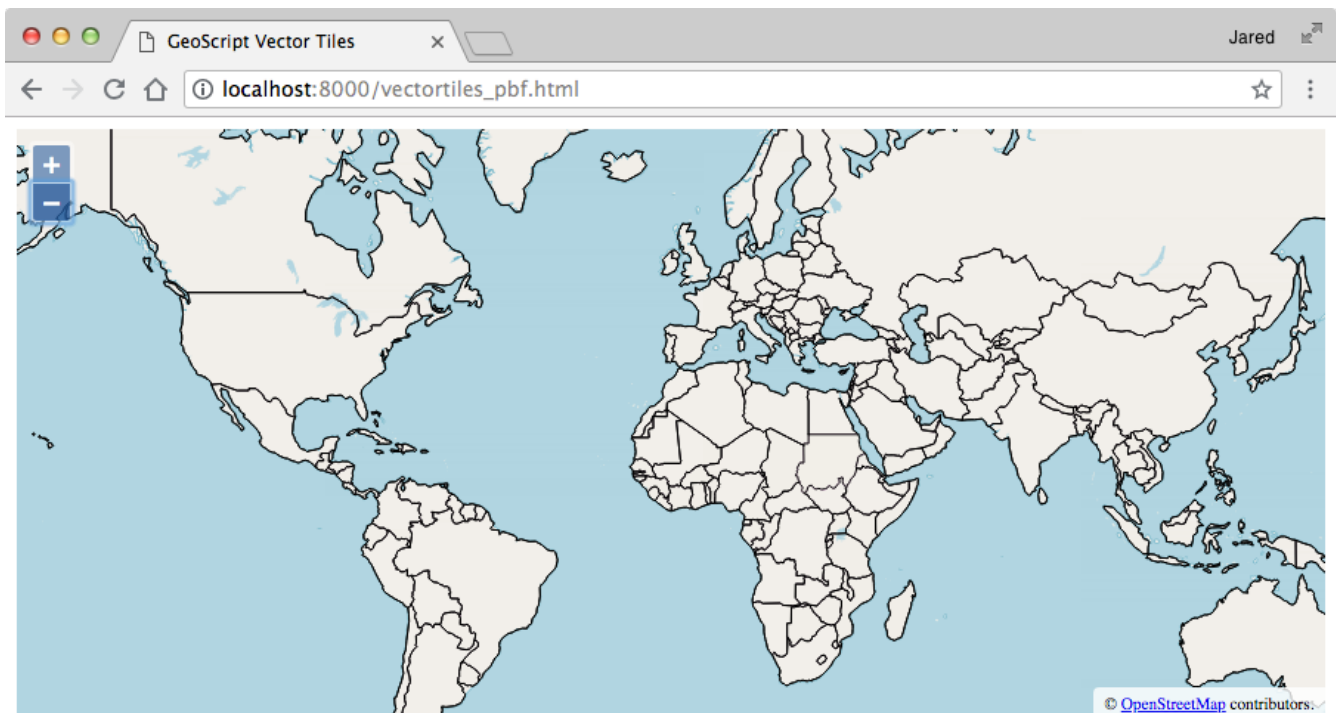 GeoScript Vector Tiles
Jared
localhost:8000/vectortiles_pbf.html
+
−
© OpenStreetMap contributors.